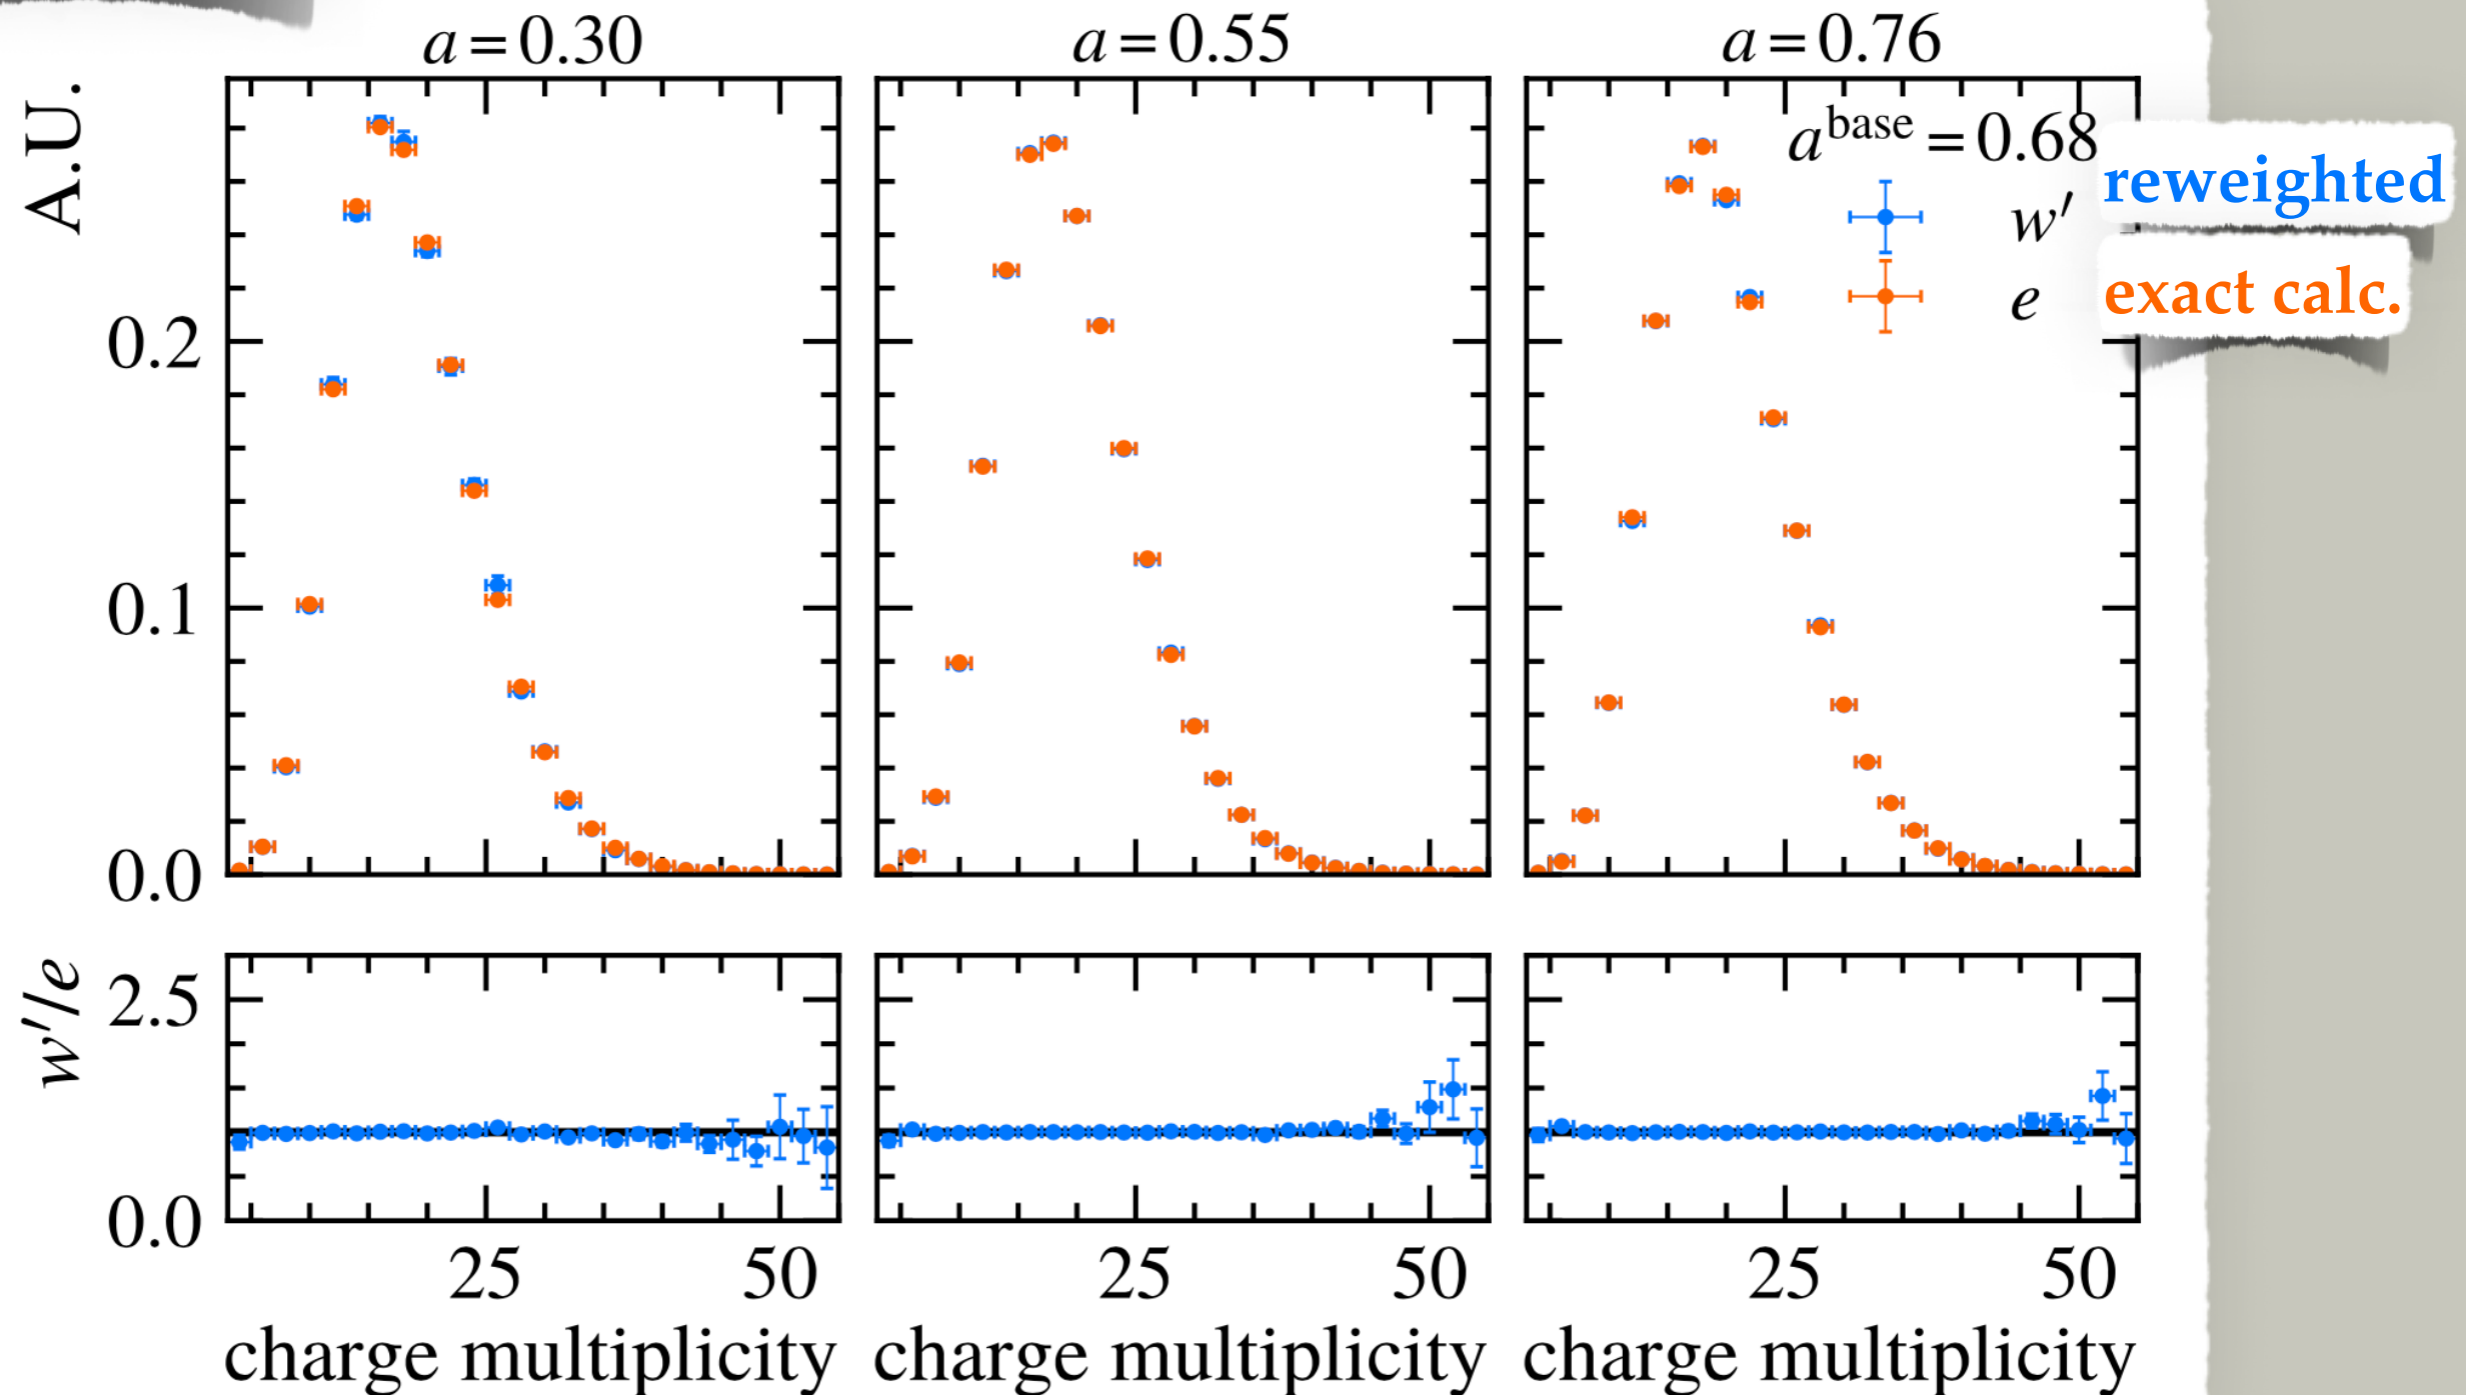 a = 0.30
a = 0.55
a = 0.76
A.U.
0.2
0.1
0.0
a^base = 0.68
w′
reweighted
e
exact calc.
w′/e
2.5
0.0
25 50
25 50
25 50
charge multiplicity
charge multiplicity
charge multiplicity